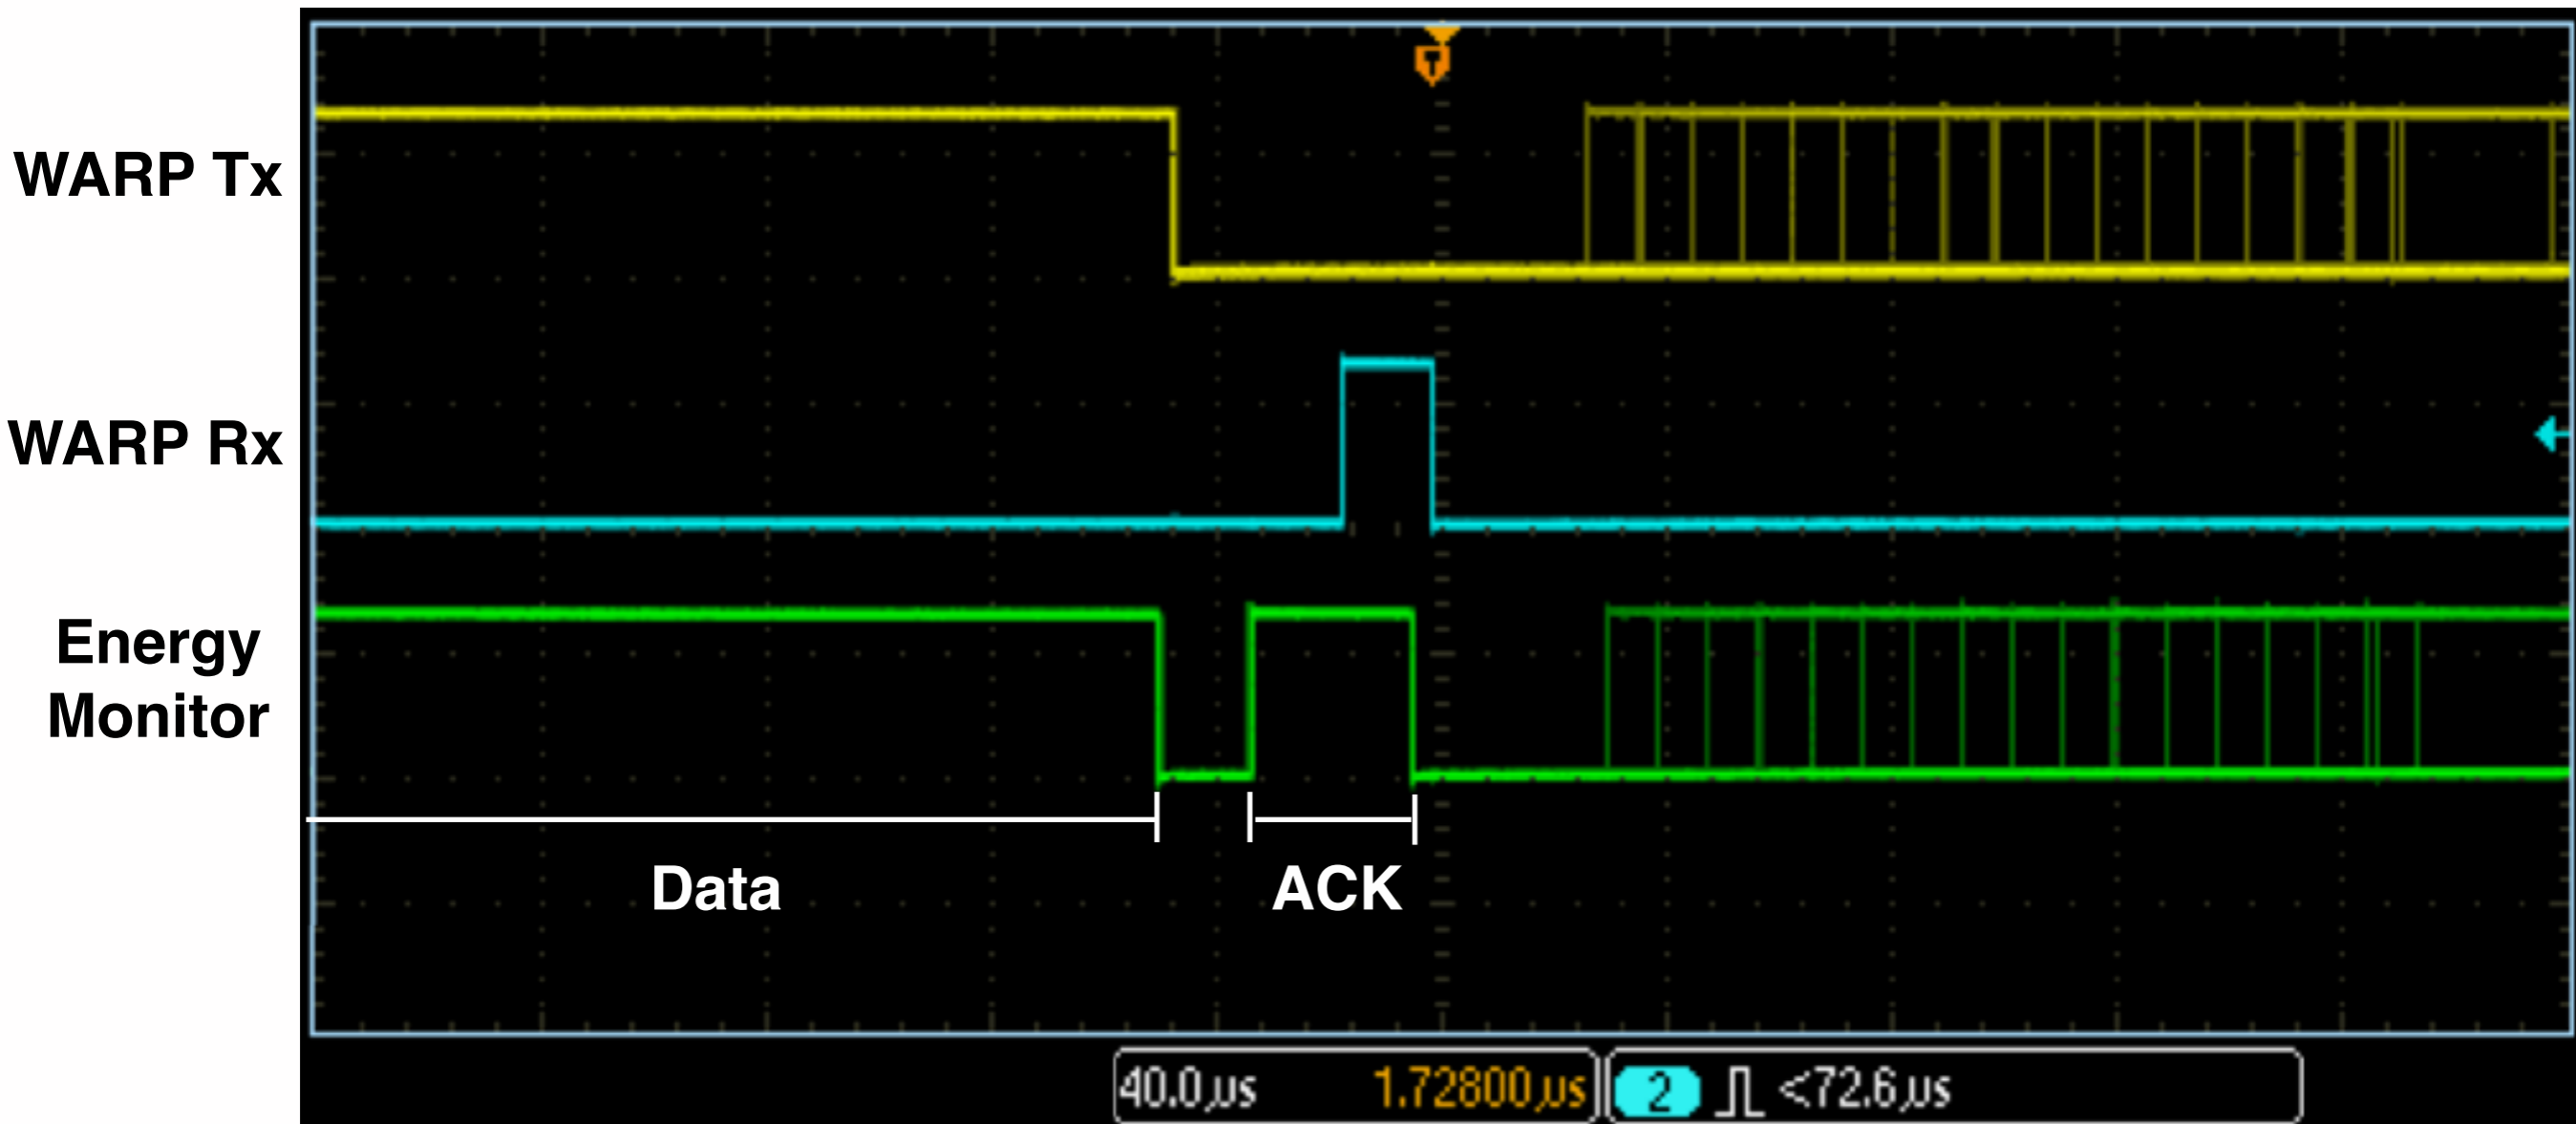 T
WARP Tx
WARP Rx
Energy
Monitor
Data
ACK
40.0μs 1.72800μs 2 <72.6μs